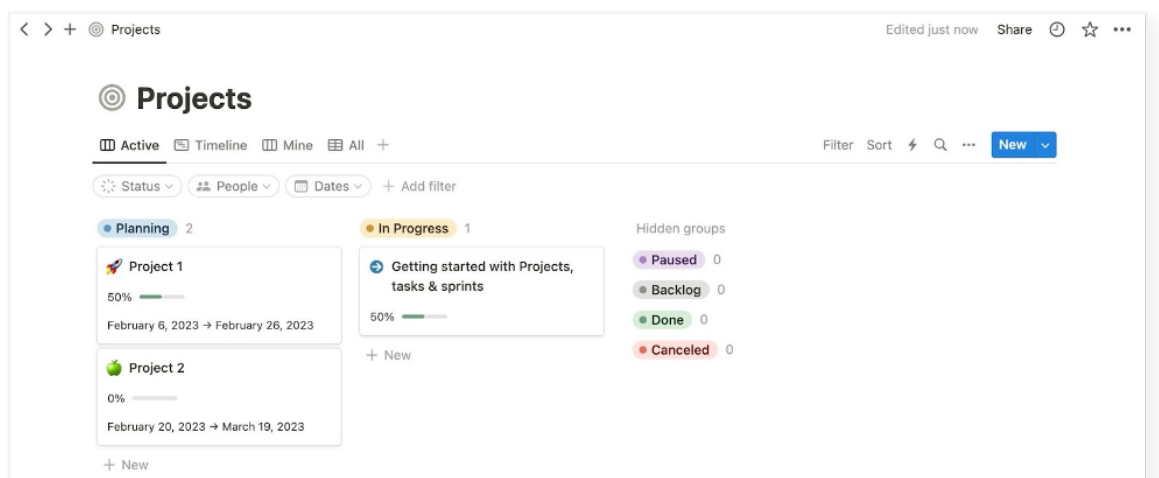 Projects
Edited just now Share
Projects
Active Timeline Mine All
Filter Sort New
Status People Dates + Add filter
Planning 2
Project 1
50%
February 6, 2023 → February 26, 2023
Project 2
0%
February 20, 2023 → March 19, 2023
+ New
In Progress 1
Getting started with Projects,
tasks & sprints
50%
+ New
Hidden groups
Paused 0
Backlog 0
Done 0
Canceled 0